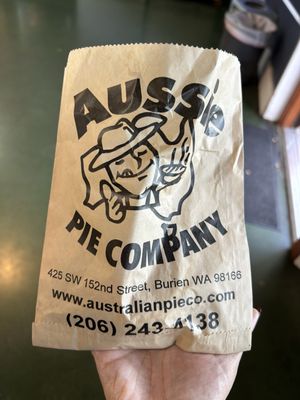 AUSSIE
PIE COMPANY
425 SW 152nd Street, Burien WA 98166
www.australianpieco.com
(206) 243-4138